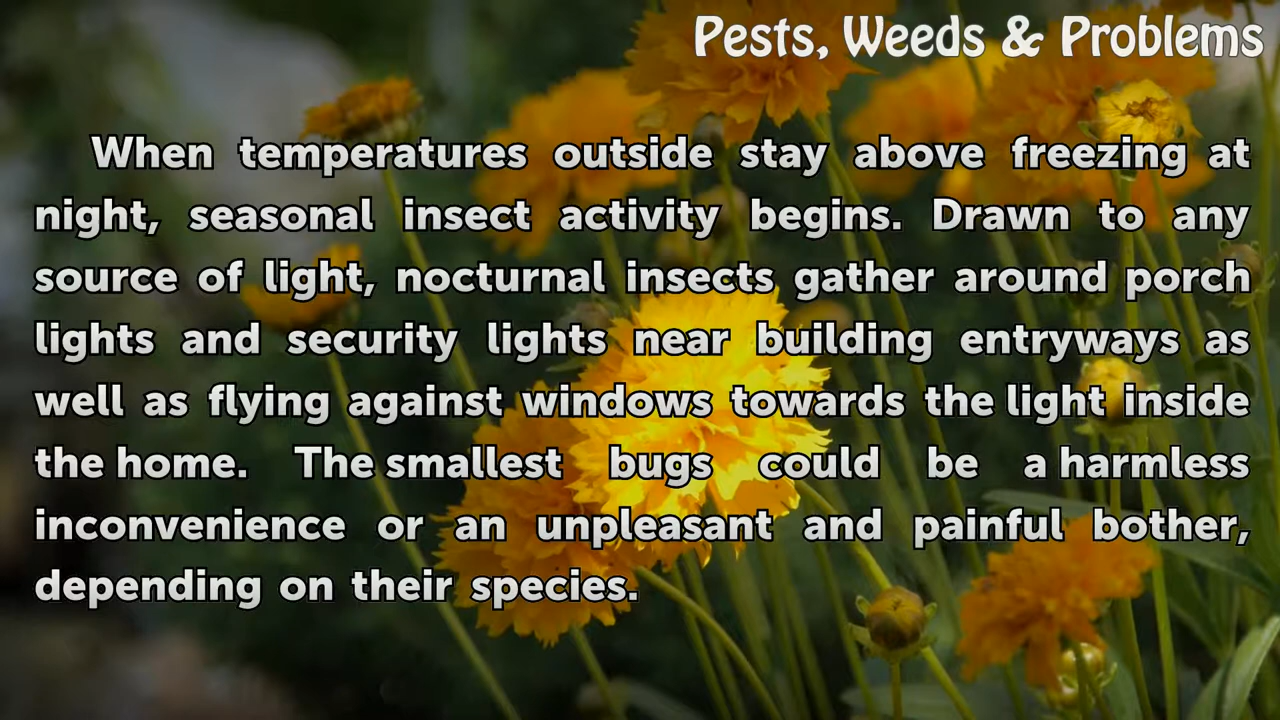 Pests, Weeds & Problems
When temperatures outside stay above freezing at
night, seasonal insect activity begins. Drawn to any
source of light, nocturnal insects gather around porch
lights and security lights near building entryways as
well as flying against windows towards the light inside
the home. The smallest bugs could be a harmless
inconvenience or an unpleasant and painful bother,
depending on their species.